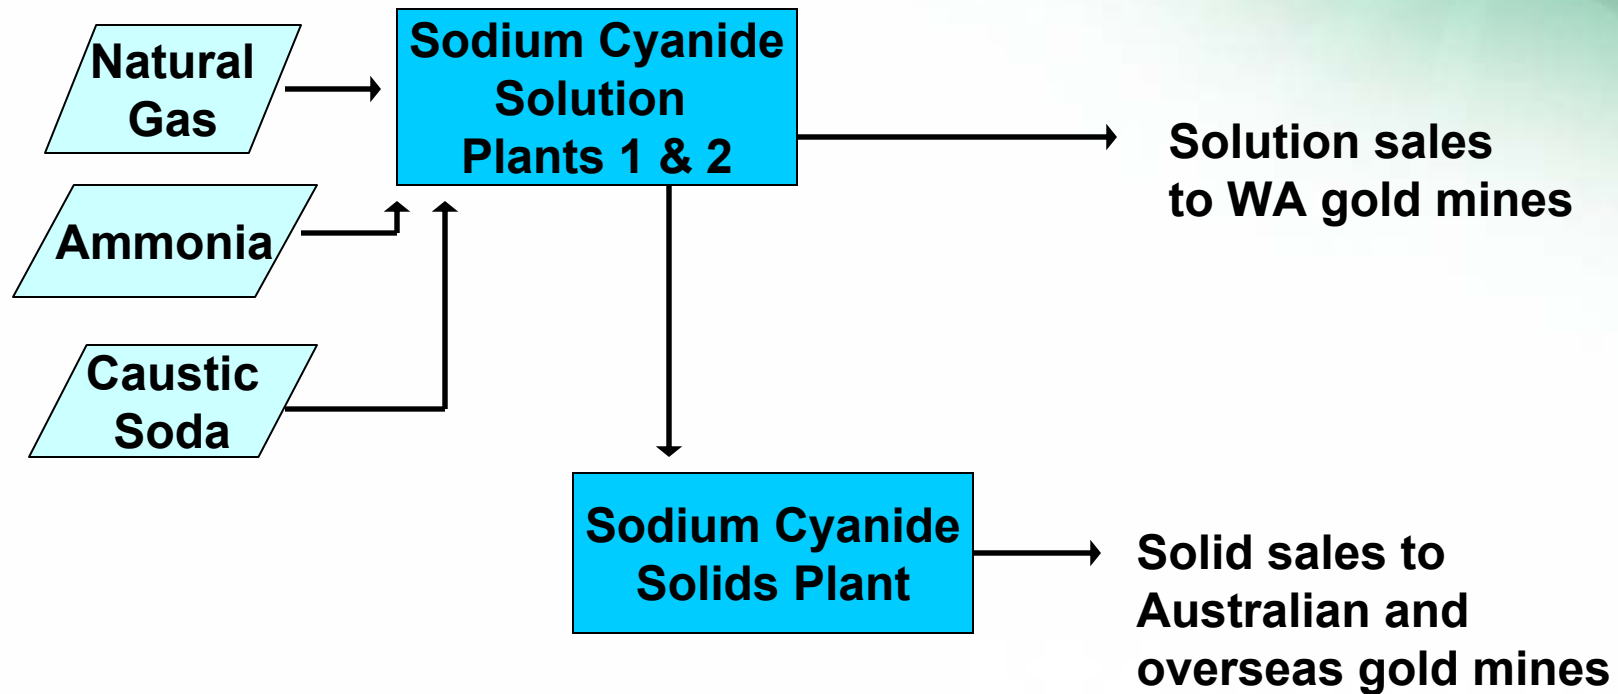 Natural
Gas
Sodium Cyanide
Solution
Plants 1 & 2
Solution sales
to WA gold mines
Ammonia
Caustic
Soda
Sodium Cyanide
Solids Plant
Solid sales to
Australian and
overseas gold mines